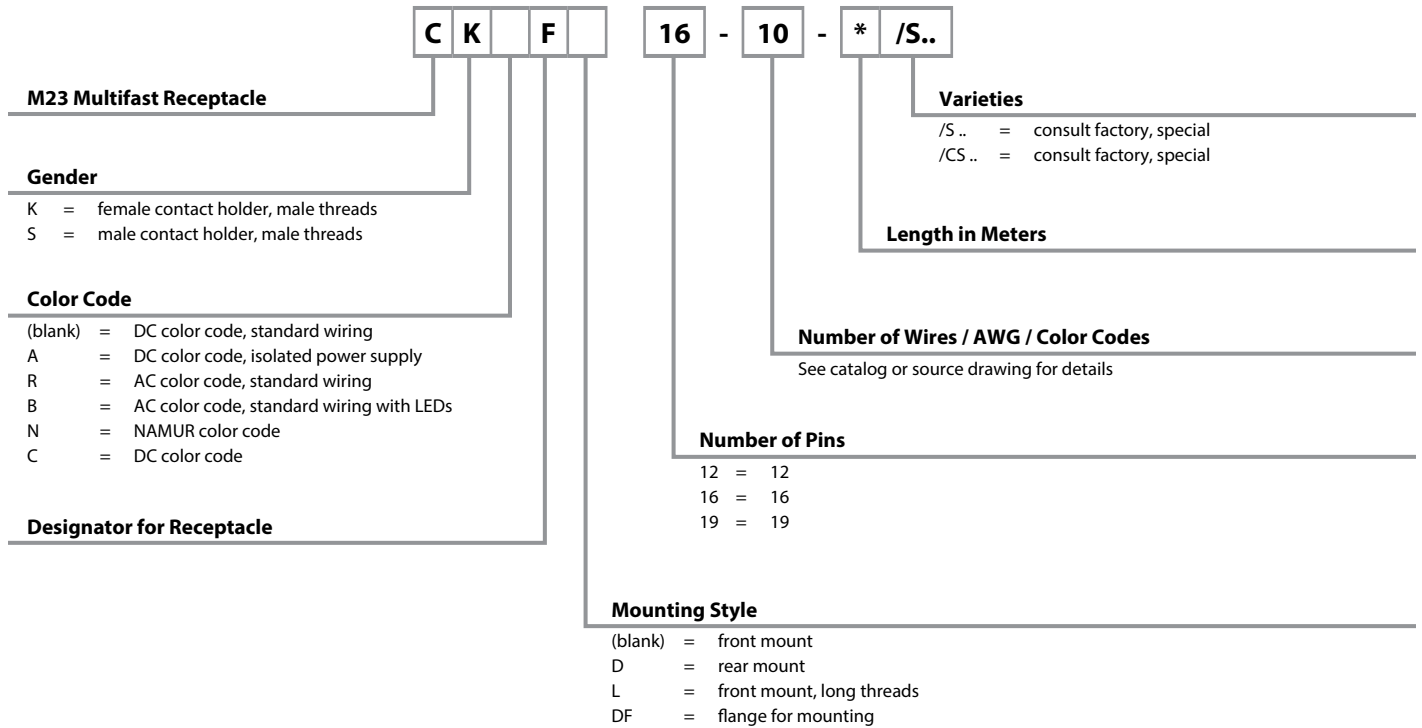 C K F 16 - 10 - * /S..
M23 Multifast Receptacle
Gender
K = female contact holder, male threads
S = male contact holder, male threads
Color Code
(blank) = DC color code, standard wiring
A = DC color code, isolated power supply
R = AC color code, standard wiring
B = AC color code, standard wiring with LEDs
N = NAMUR color code
C = DC color code
Designator for Receptacle
Varieties
/S .. = consult factory, special
/CS .. = consult factory, special
Length in Meters
Number of Wires / AWG / Color Codes
See catalog or source drawing for details
Number of Pins
12 = 12
16 = 16
19 = 19
Mounting Style
(blank) = front mount
D = rear mount
L = front mount, long threads
DF = flange for mounting